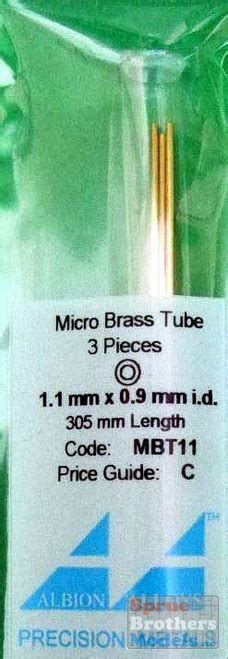 Micro Brass Tube
3 Pieces
1.1 mm x 0.9 mm i.d.
305 mm Length
Code: MBT11
Price Guide: C
TM
ALBION
Sprue
Brothers
Models
PRECISION